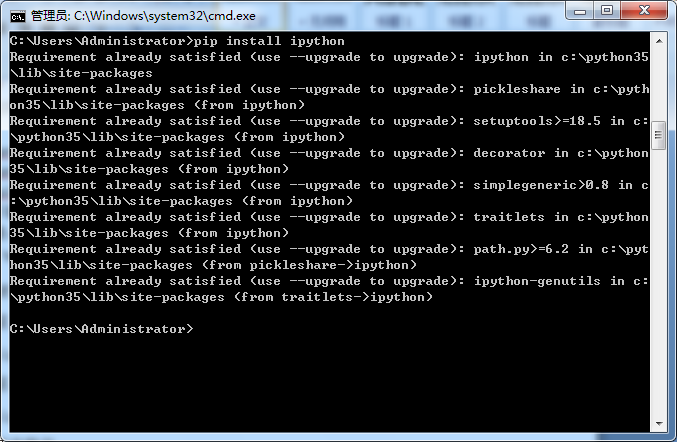 管理员: C:\Windows\system32\cmd.exe
C:\Users\Administrator>pip install ipython
Requirement already satisfied (use --upgrade to upgrade): ipython in c:\python35
\lib\site-packages
Requirement already satisfied (use --upgrade to upgrade): pickleshare in c:\pyth
on35\lib\site-packages (from ipython)
Requirement already satisfied (use --upgrade to upgrade): setuptools>=18.5 in c:
\python35\lib\site-packages (from ipython)
Requirement already satisfied (use --upgrade to upgrade): decorator in c:\python
35\lib\site-packages (from ipython)
Requirement already satisfied (use --upgrade to upgrade): simplegeneric>0.8 in c
:\python35\lib\site-packages (from ipython)
Requirement already satisfied (use --upgrade to upgrade): traitlets in c:\python
35\lib\site-packages (from ipython)
Requirement already satisfied (use --upgrade to upgrade): path.py>=6.2 in c:\pyt
hon35\lib\site-packages (from pickleshare->ipython)
Requirement already satisfied (use --upgrade to upgrade): ipython-genutils in c:
\python35\lib\site-packages (from traitlets->ipython)
C:\Users\Administrator>